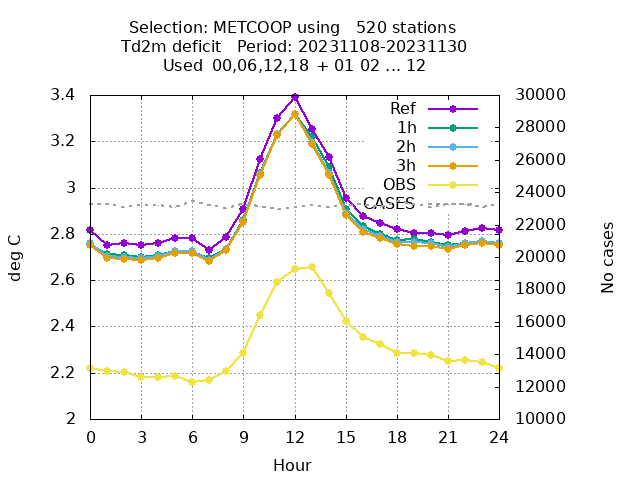 Selection: METCOOP using   520 stations
Td2m deficit   Period: 20231108-20231130
Used  00,06,12,18  + 01 02 ... 12
3.4
3.2
3
2.8
2.6
2.4
2.2
2
deg C
30000
28000
26000
24000
22000
20000
18000
16000
14000
12000
10000
No cases
Ref
1h
2h
3h
OBS
CASES
0 3 6 9 12 15 18 21 24
Hour